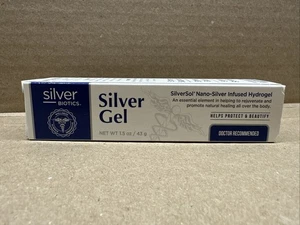 silver
BIOTICS®
Silver
Gel
NET WT 1.5 oz / 43 g
SilverSol® Nano-Silver Infused Hydrogel
An essential element in helping to rejuvenate and
promote natural healing all over the body.
HELPS PROTECT & BEAUTIFY
DOCTOR RECOMMENDED